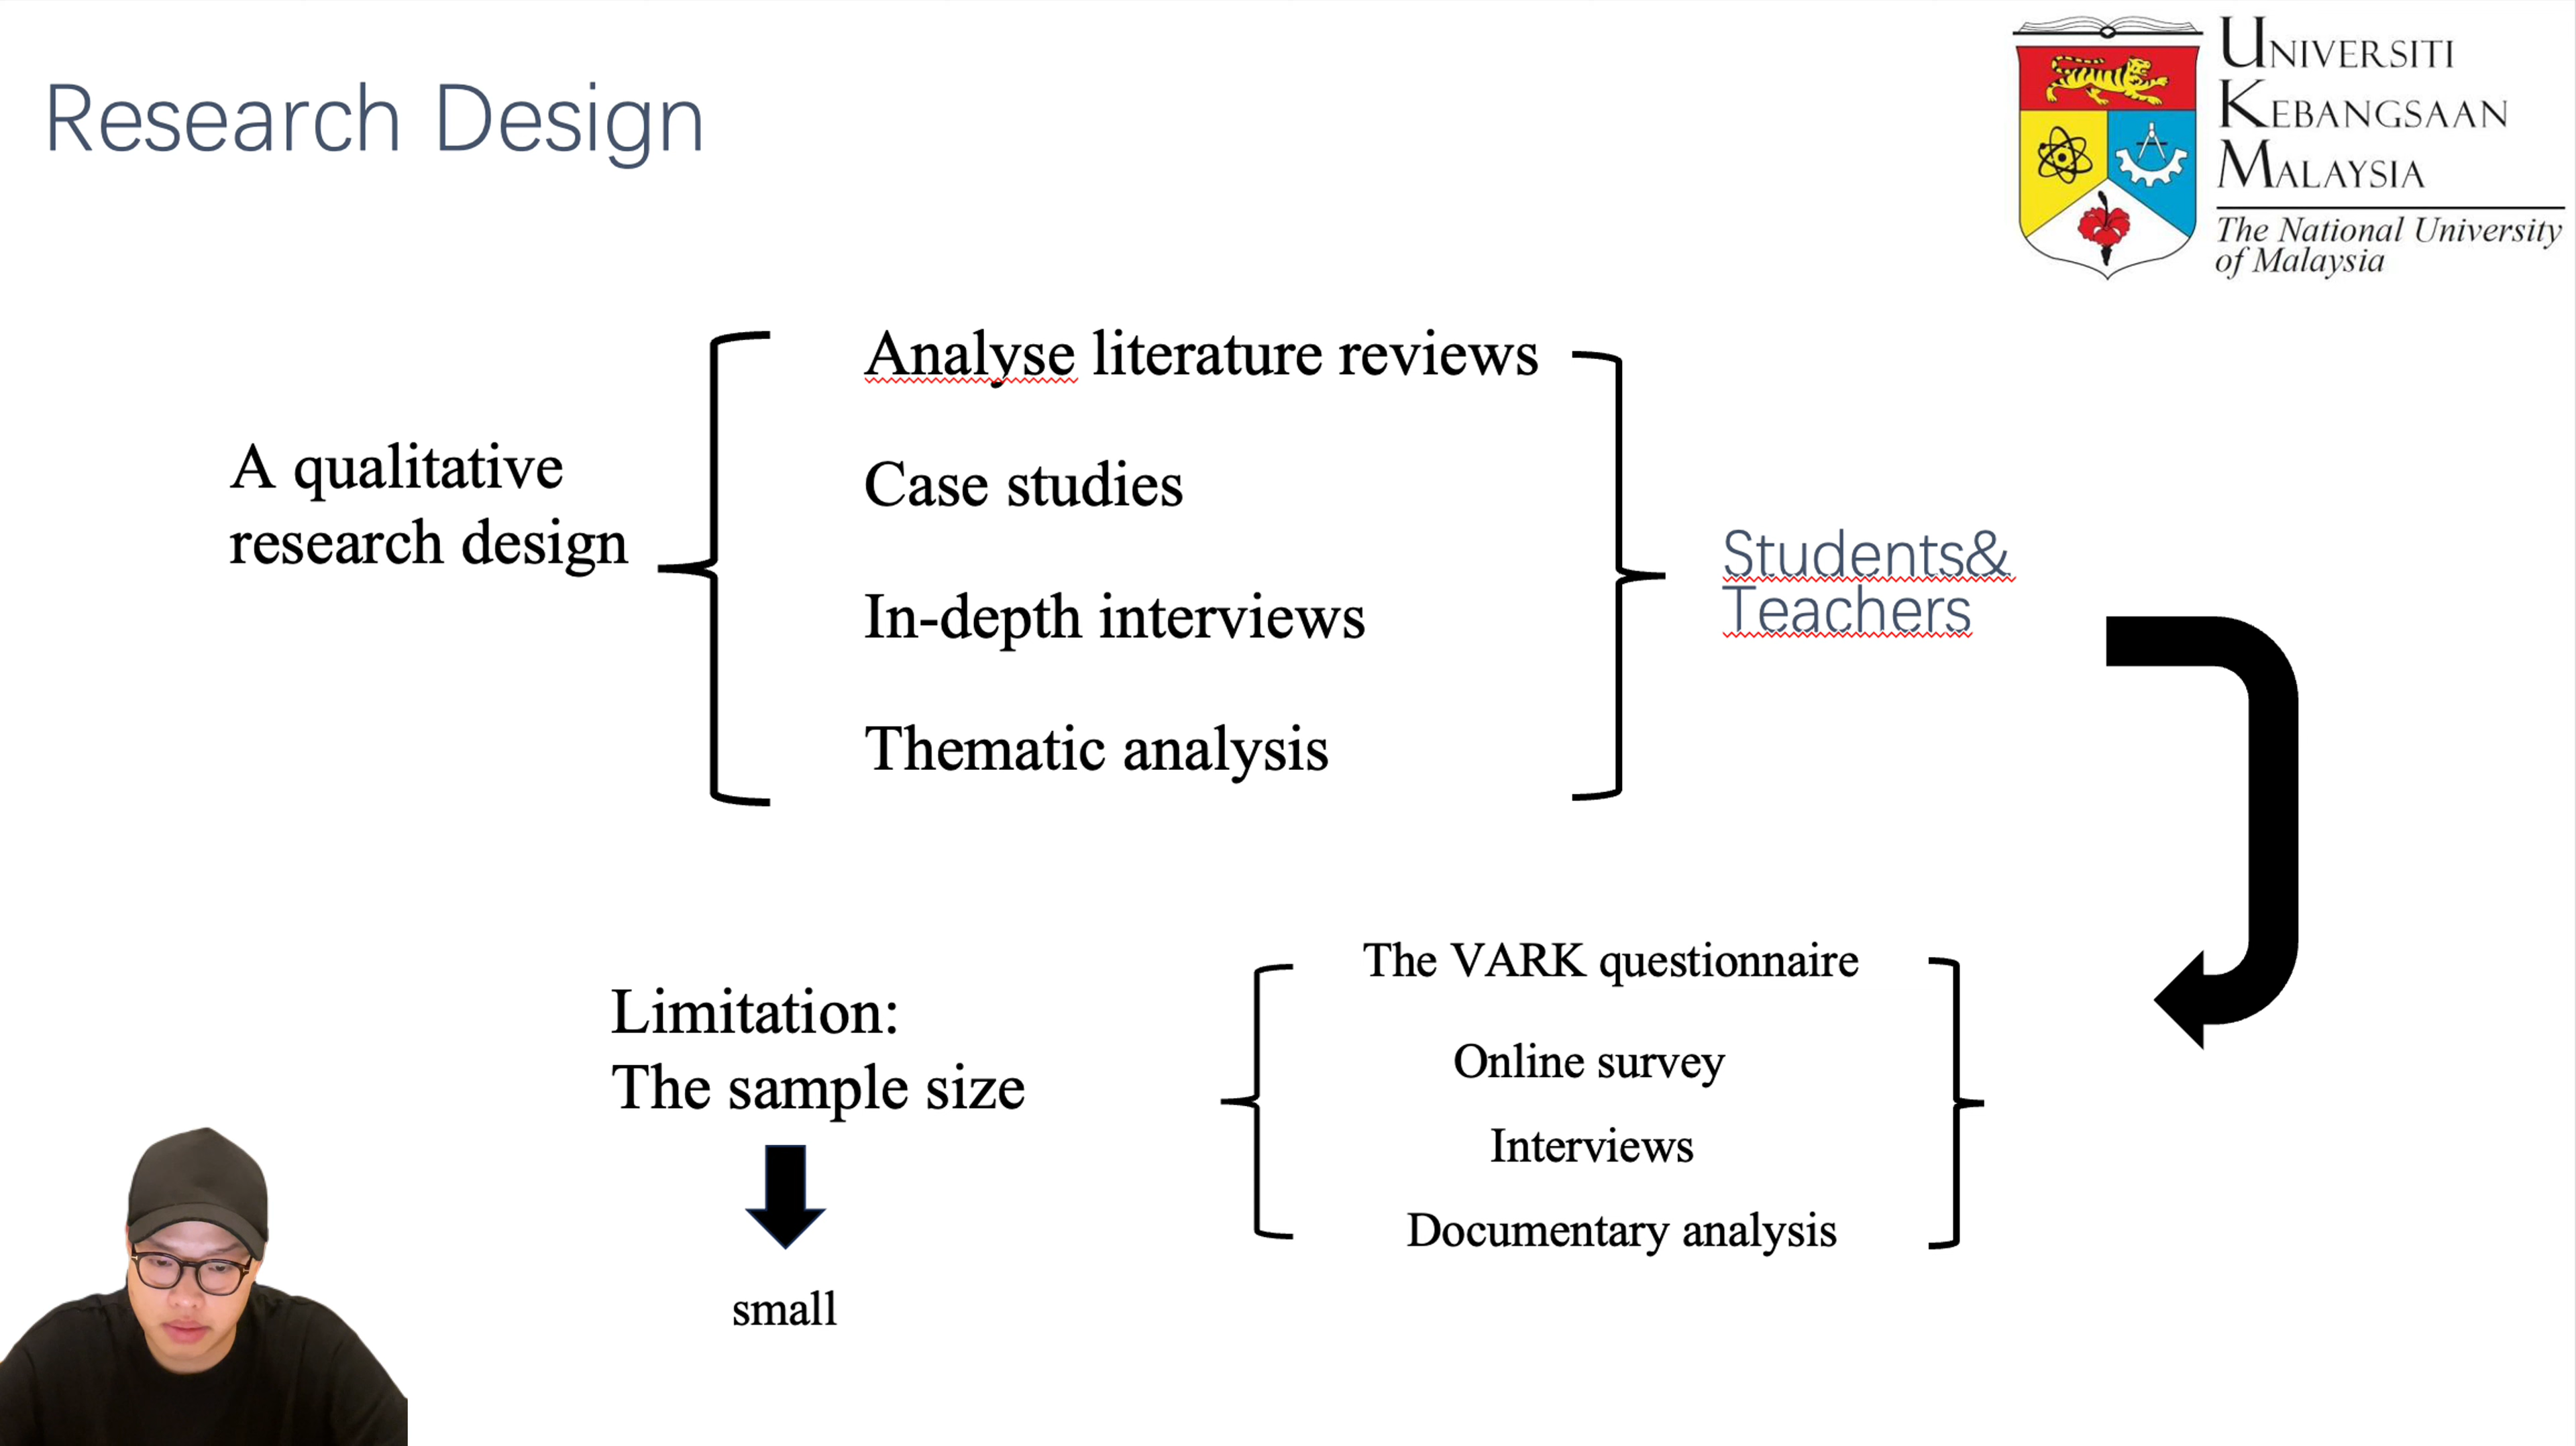 Research Design
UNIVERSITI
KEBANGSAAN
MALAYSIA
The National University
of Malaysia
A qualitative
research design
Analyse literature reviews
Case studies
In-depth interviews
Thematic analysis
Students&
Teachers
Limitation:
The sample size
small
The VARK questionnaire
Online survey
Interviews
Documentary analysis